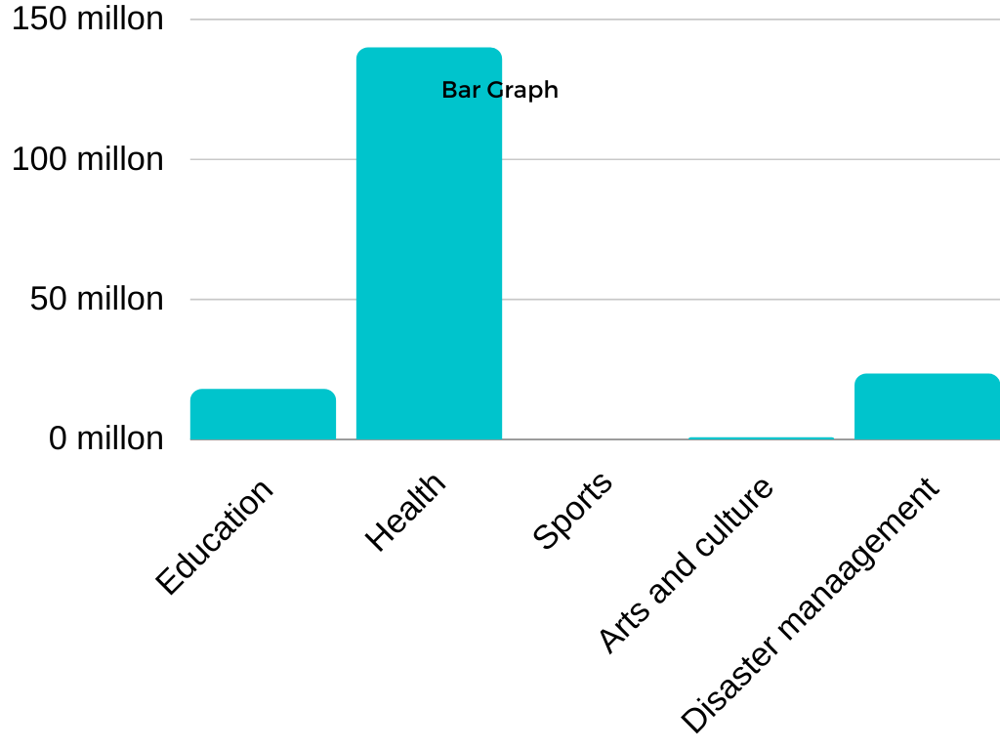 150 millon
Bar Graph
100 millon
50 millon
0 millon
Education
Health
Sports
Arts and culture
Disaster manaagement